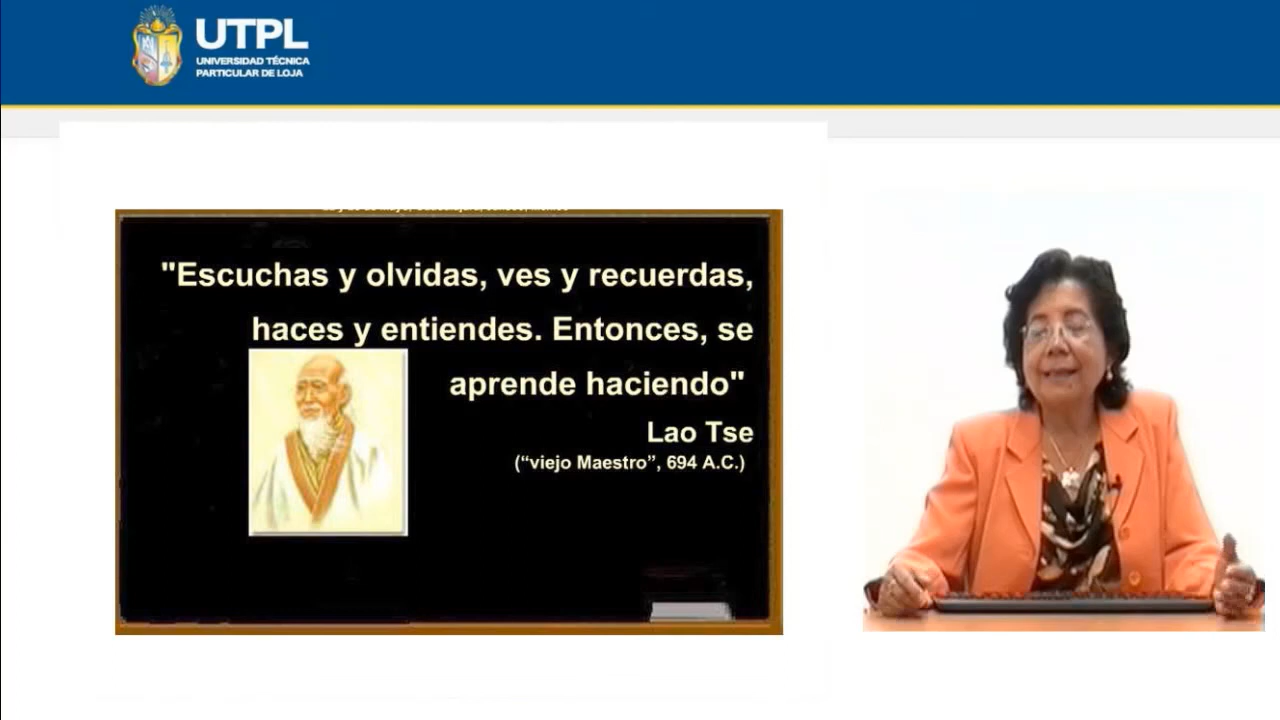 UTPL
UNIVERSIDAD TÉCNICA
PARTICULAR DE LOJA
"Escuchas y olvidas, ves y recuerdas,
haces y entiendes. Entonces, se
aprende haciendo"
Lao Tse
(“viejo Maestro”, 694 A.C.)